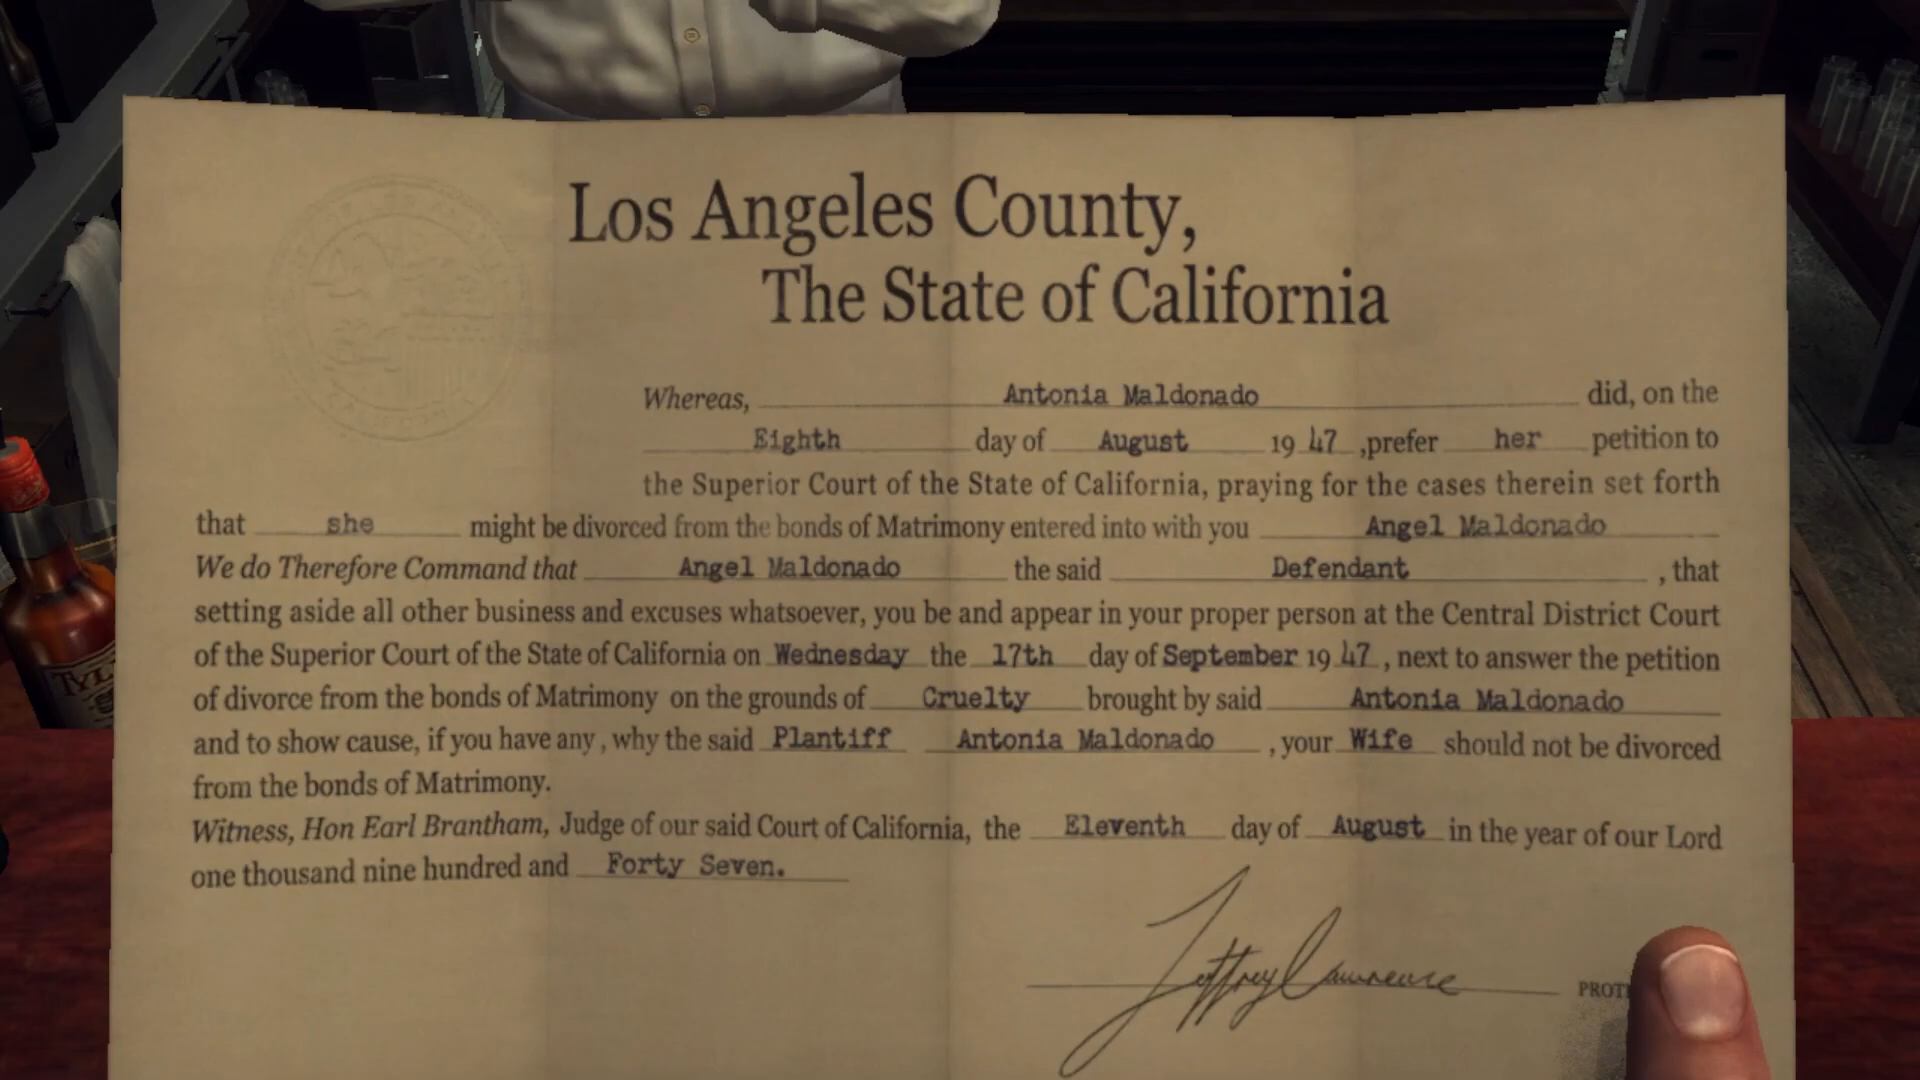 Los Angeles County,
The State of California
Whereas, Antonia Maldonado did, on the
Eighth day of August 19 47 ,prefer her petition to
the Superior Court of the State of California, praying for the cases therein set forth
that she might be divorced from the bonds of Matrimony entered into with you Angel Maldonado
We do Therefore Command that Angel Maldonado the said Defendant , that
setting aside all other business and excuses whatsoever, you be and appear in your proper person at the Central District Court
of the Superior Court of the State of California on Wednesday the 17th day of September 19 47 , next to answer the petition
of divorce from the bonds of Matrimony on the grounds of Cruelty brought by said Antonia Maldonado
and to show cause, if you have any , why the said Plantiff Antonia Maldonado , your Wife should not be divorced
from the bonds of Matrimony.
Witness, Hon Earl Brantham, Judge of our said Court of California, the Eleventh day of August in the year of our Lord
one thousand nine hundred and Forty Seven.
Jeffrey Lawrence